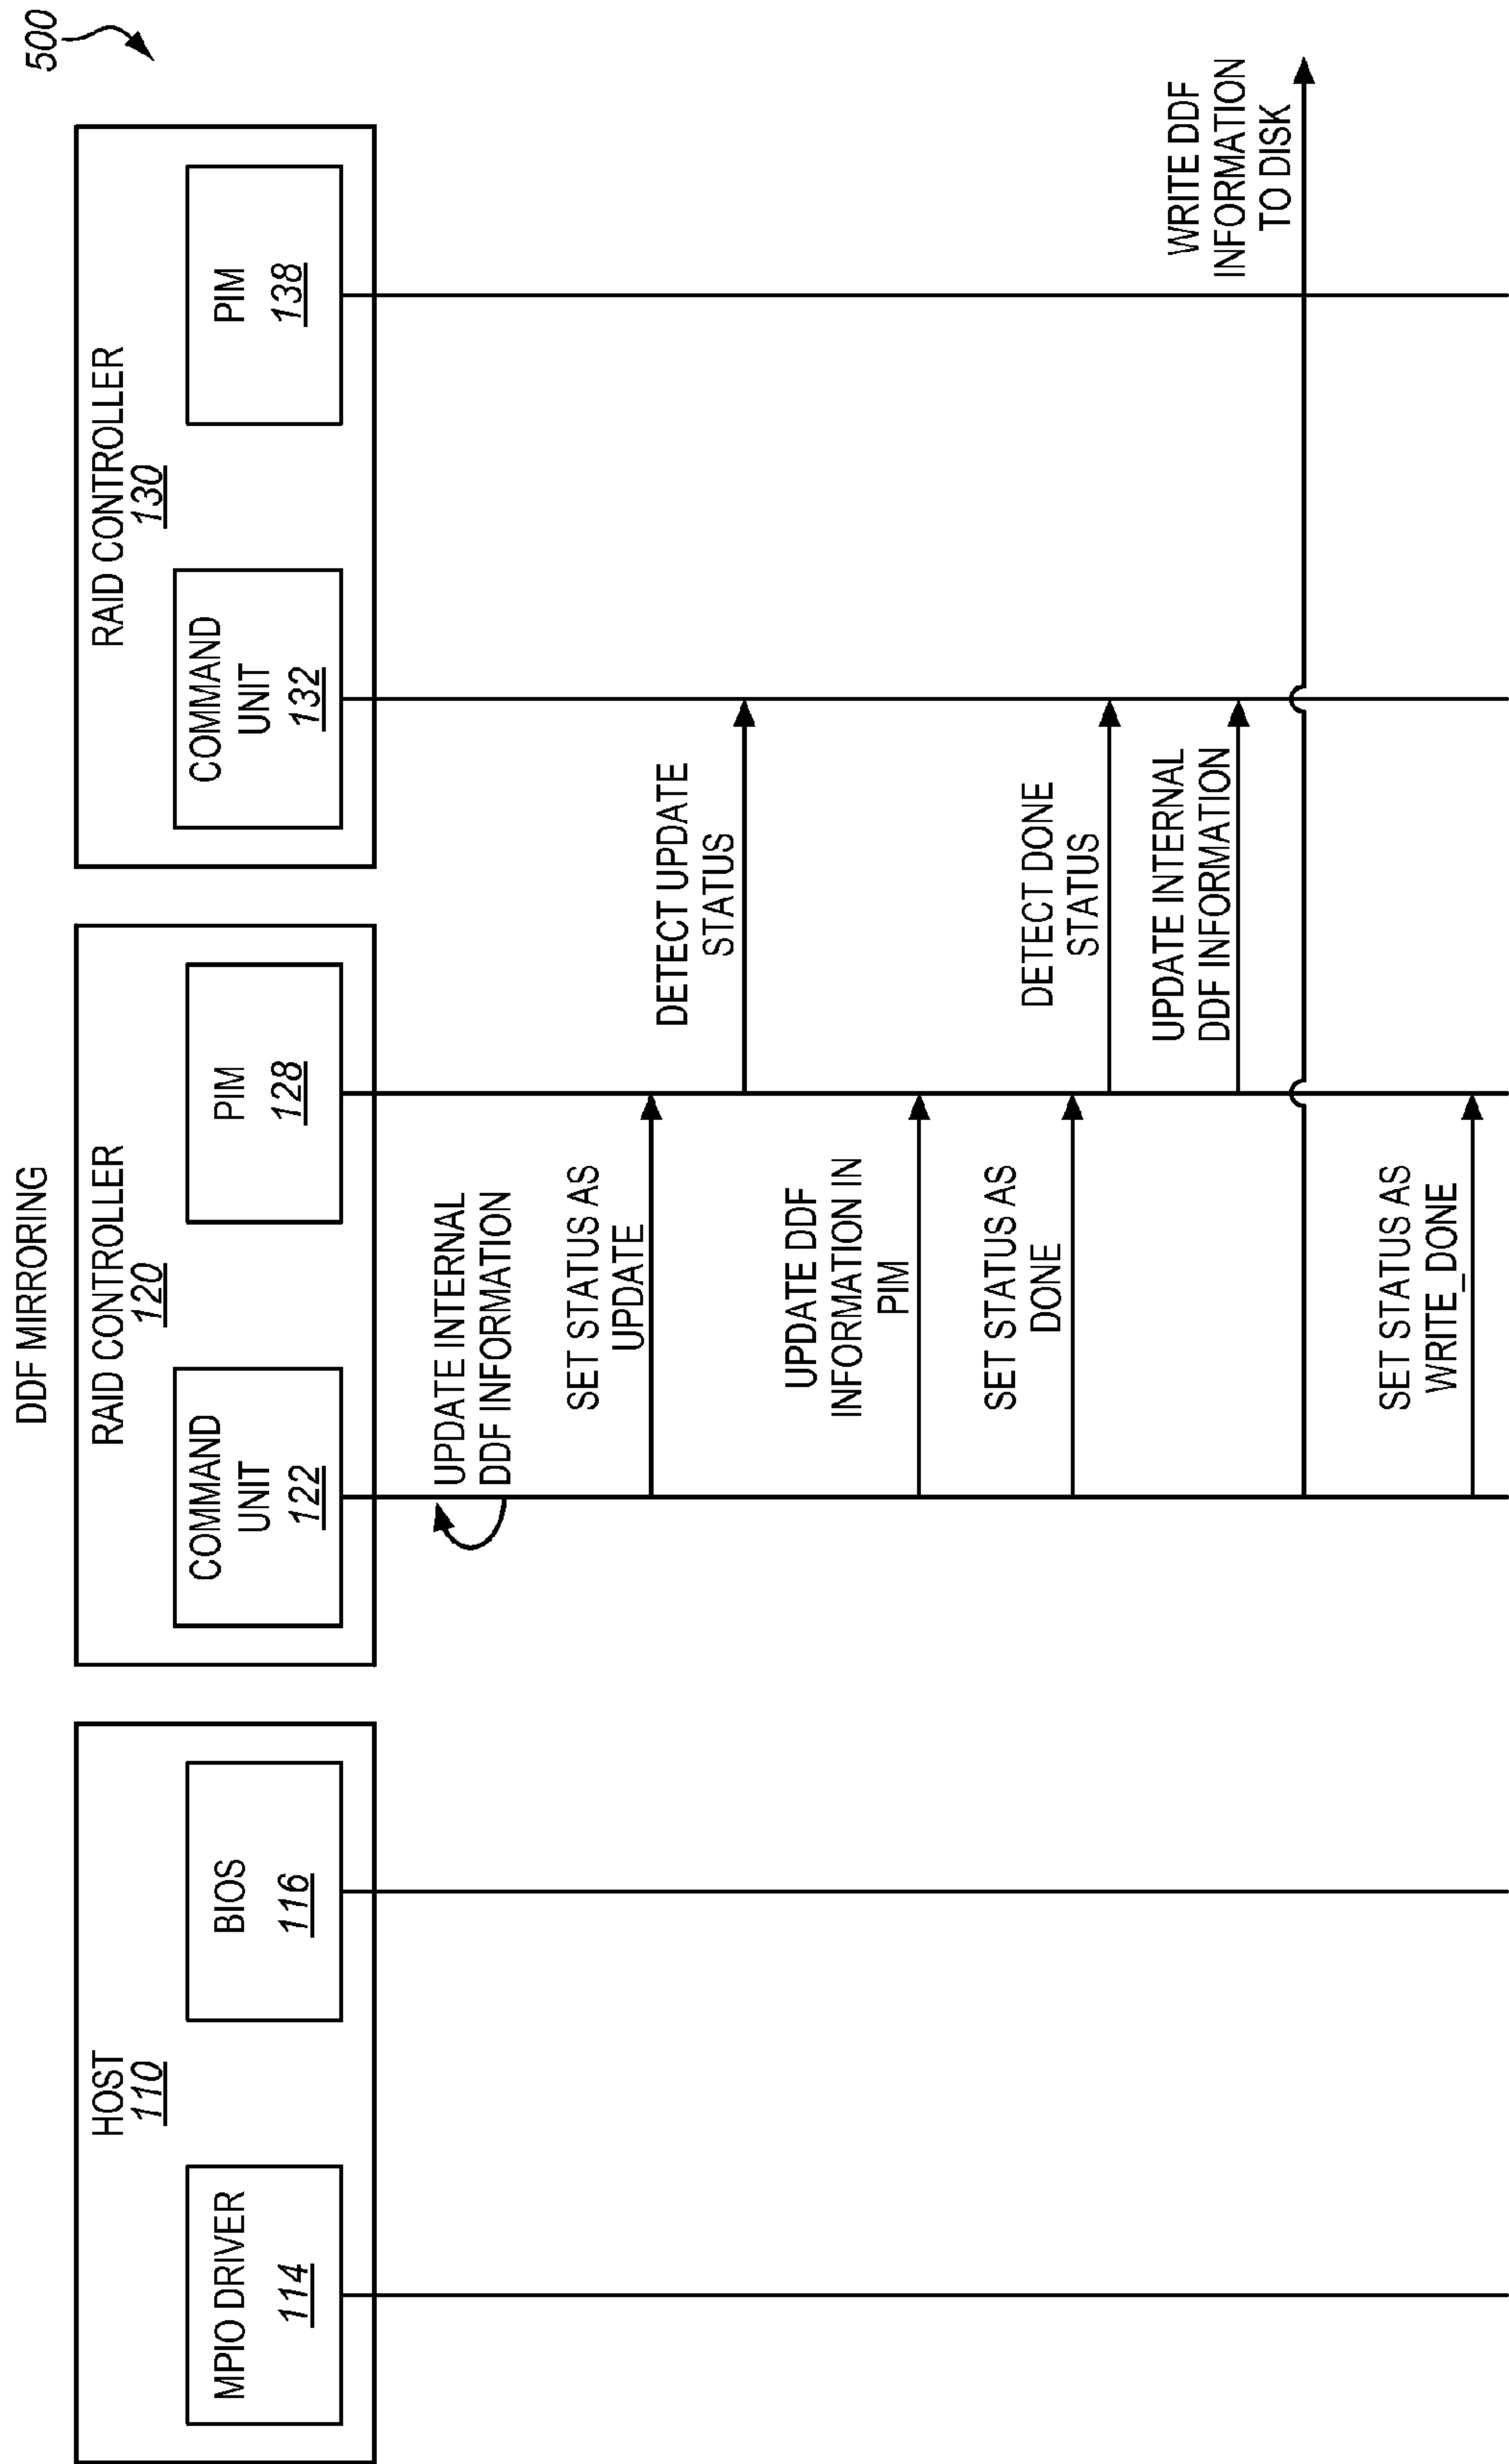 DDF MIRRORING
500
HOST
110
MPIO DRIVER
114
BIOS
116
RAID CONTROLLER
120
COMMAND
UNIT
122
PIM
128
RAID CONTROLLER
130
COMMAND
UNIT
132
PIM
138
UPDATE INTERNAL
DDF INFORMATION
SET STATUS AS
UPDATE
DETECT UPDATE
STATUS
UPDATE DDF
INFORMATION IN
PIM
SET STATUS AS
DONE
DETECT DONE
STATUS
UPDATE INTERNAL
DDF INFORMATION
WRITE DDF
INFORMATION
TO DISK
SET STATUS AS
WRITE_DONE